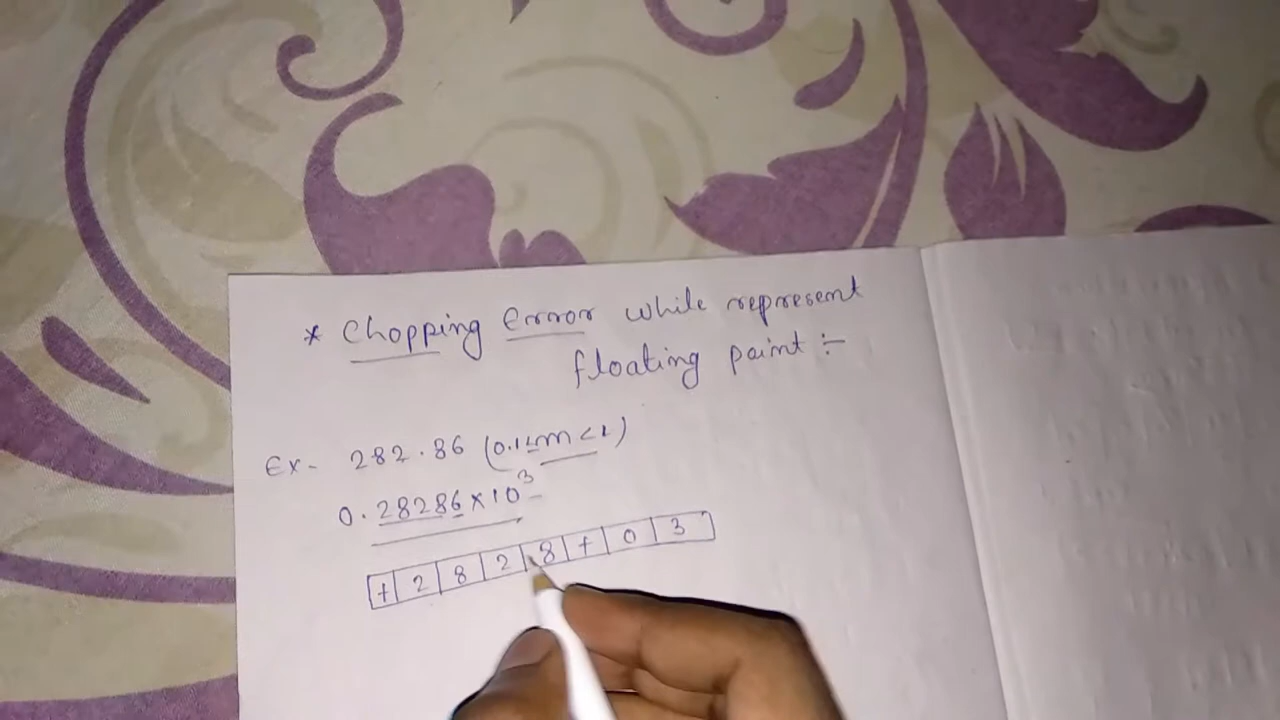 * Chopping Error while represent
floating paint :-
Ex- 282.86 (0.1≤m<1)
0.28286×10³
+ 2 8 2 8 + 0 3